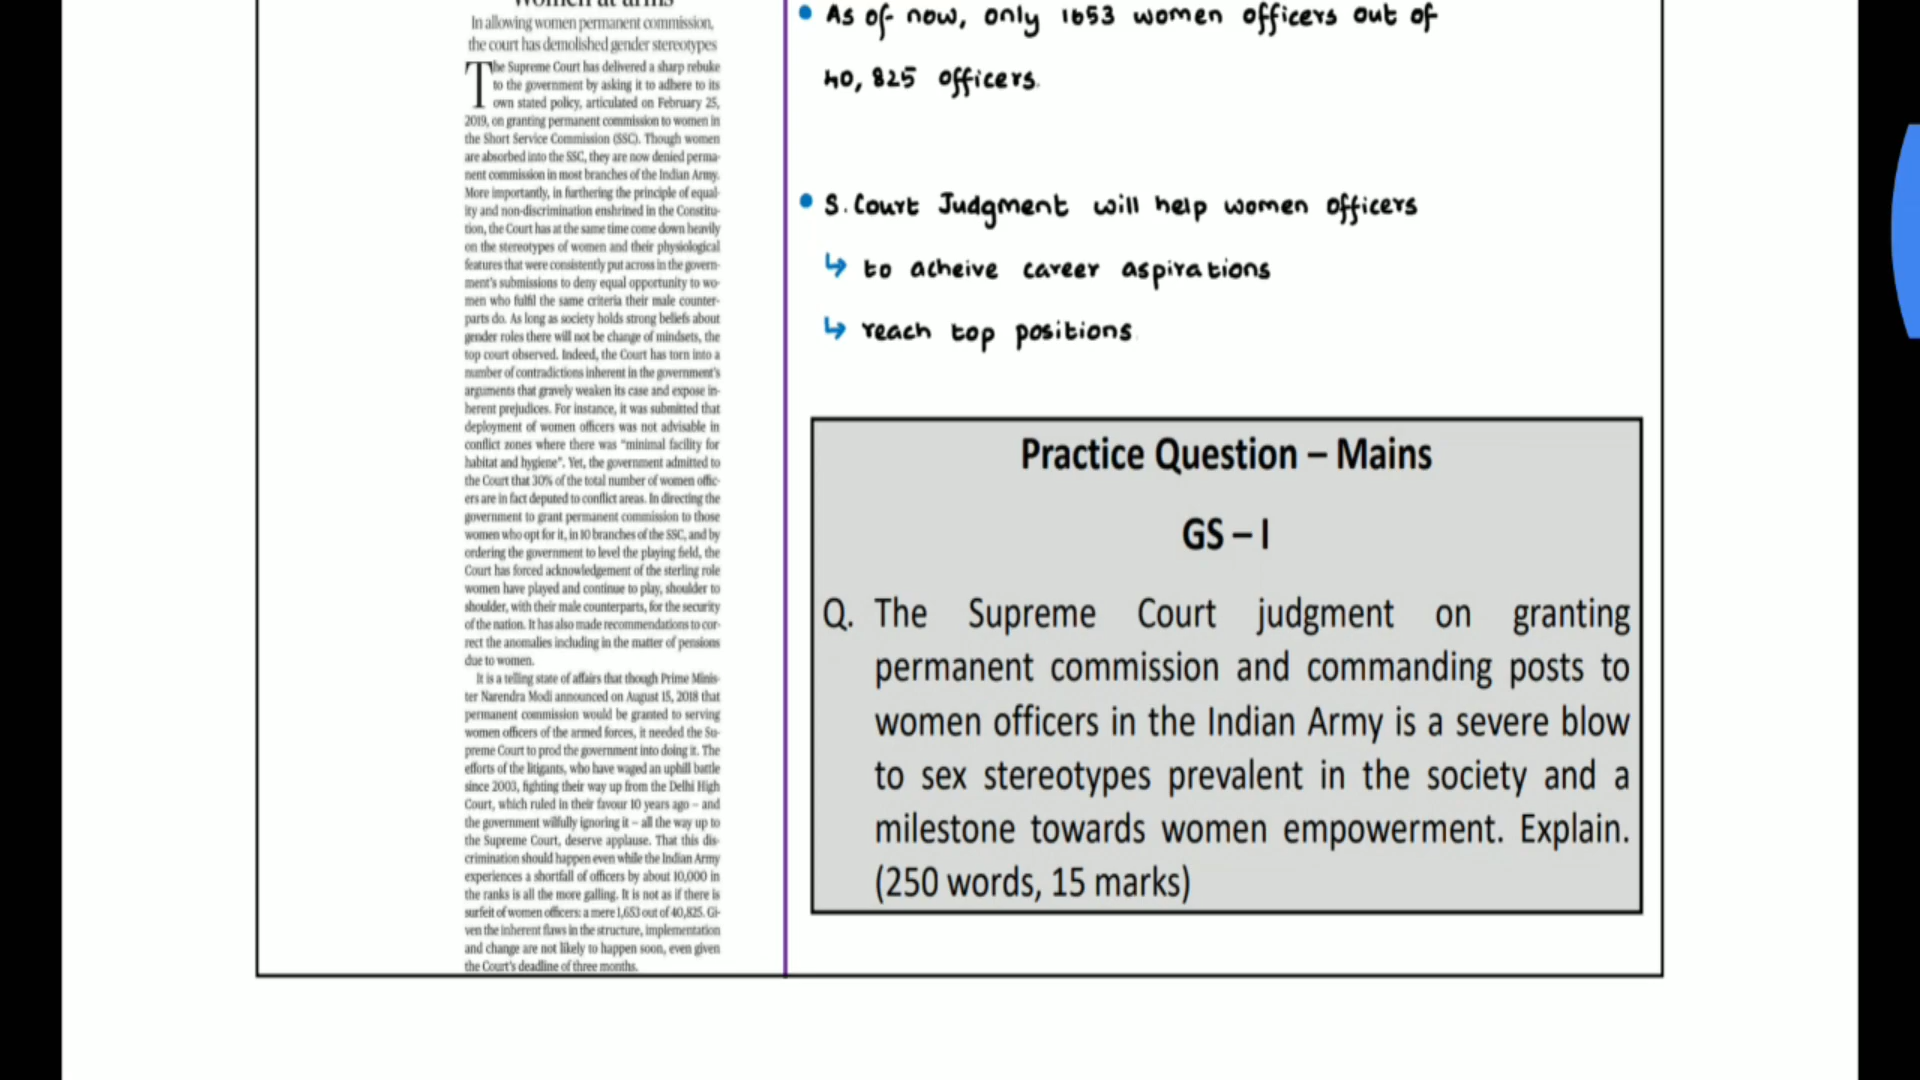 Women at arms
In allowing women permanent commission,
the court has demolished gender stereotypes
The Supreme Court has delivered a sharp rebuke
to the government by asking it to adhere to its
own stated policy, articulated on February 25,
2019, on granting permanent commission to women in
the Short Service Commission (SSC). Though women
are absorbed into the SSC, they are now denied perma-
nent commission in most branches of the Indian Army.
More importantly, in furthering the principle of equal-
ity and non-discrimination enshrined in the Constitu-
tion, the Court has at the same time come down heavily
on the stereotypes of women and their physiological
features that were consistently put across in the govern-
ment's submissions to deny equal opportunity to wo-
men who fulfil the same criteria their male counter-
parts do. As long as society holds strong beliefs about
gender roles there will not be change of mindsets, the
top court observed. Indeed, the Court has torn into a
number of contradictions inherent in the government's
arguments that gravely weaken its case and expose in-
herent prejudices. For instance, it was submitted that
deployment of women officers was not advisable in
conflict zones where there was "minimal facility for
habitat and hygiene". Yet, the government admitted to
the Court that 30% of the total number of women offic-
ers are in fact deputed to conflict areas. In directing the
government to grant permanent commission to those
women who opt for it, in 10 branches of the SSC, and by
ordering the government to level the playing field, the
Court has forced acknowledgement of the sterling role
women have played and continue to play, shoulder to
shoulder, with their male counterparts, for the security
of the nation. It has also made recommendations to cor-
rect the anomalies including in the matter of pensions
due to women.
It is a telling state of affairs that though Prime Minis-
ter Narendra Modi announced on August 15, 2018 that
permanent commission would be granted to serving
women officers of the armed forces, it needed the Su-
preme Court to prod the government into doing it. The
efforts of the litigants, who have waged an uphill battle
since 2003, fighting their way up from the Delhi High
Court, which ruled in their favour 10 years ago – and
the government wilfully ignoring it – all the way up to
the Supreme Court, deserve applause. That this dis-
crimination should happen even while the Indian Army
experiences a shortfall of officers by about 10,000 in
the ranks is all the more galling. It is not as if there is
surfeit of women officers: a mere 1,653 out of 40,825. Gi-
ven the inherent flaws in the structure, implementation
and change are not likely to happen soon, even given
the Court's deadline of three months.
• As of now, only 1653 women officers out of
40,825 officers.
• S. Court Judgment will help women officers
↳ to acheive career aspirations
↳ reach top positions.
Practice Question – Mains
GS – I
Q. The Supreme Court judgment on granting
permanent commission and commanding posts to
women officers in the Indian Army is a severe blow
to sex stereotypes prevalent in the society and a
milestone towards women empowerment. Explain.
(250 words, 15 marks)